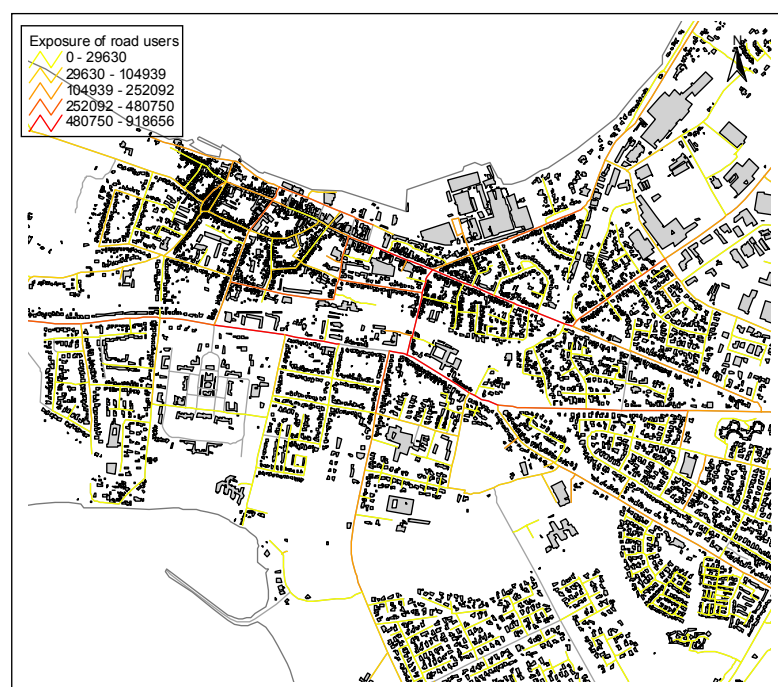 Exposure of road users
0 - 29630
29630 - 104939
104939 - 252092
252092 - 480750
480750 - 918656
N